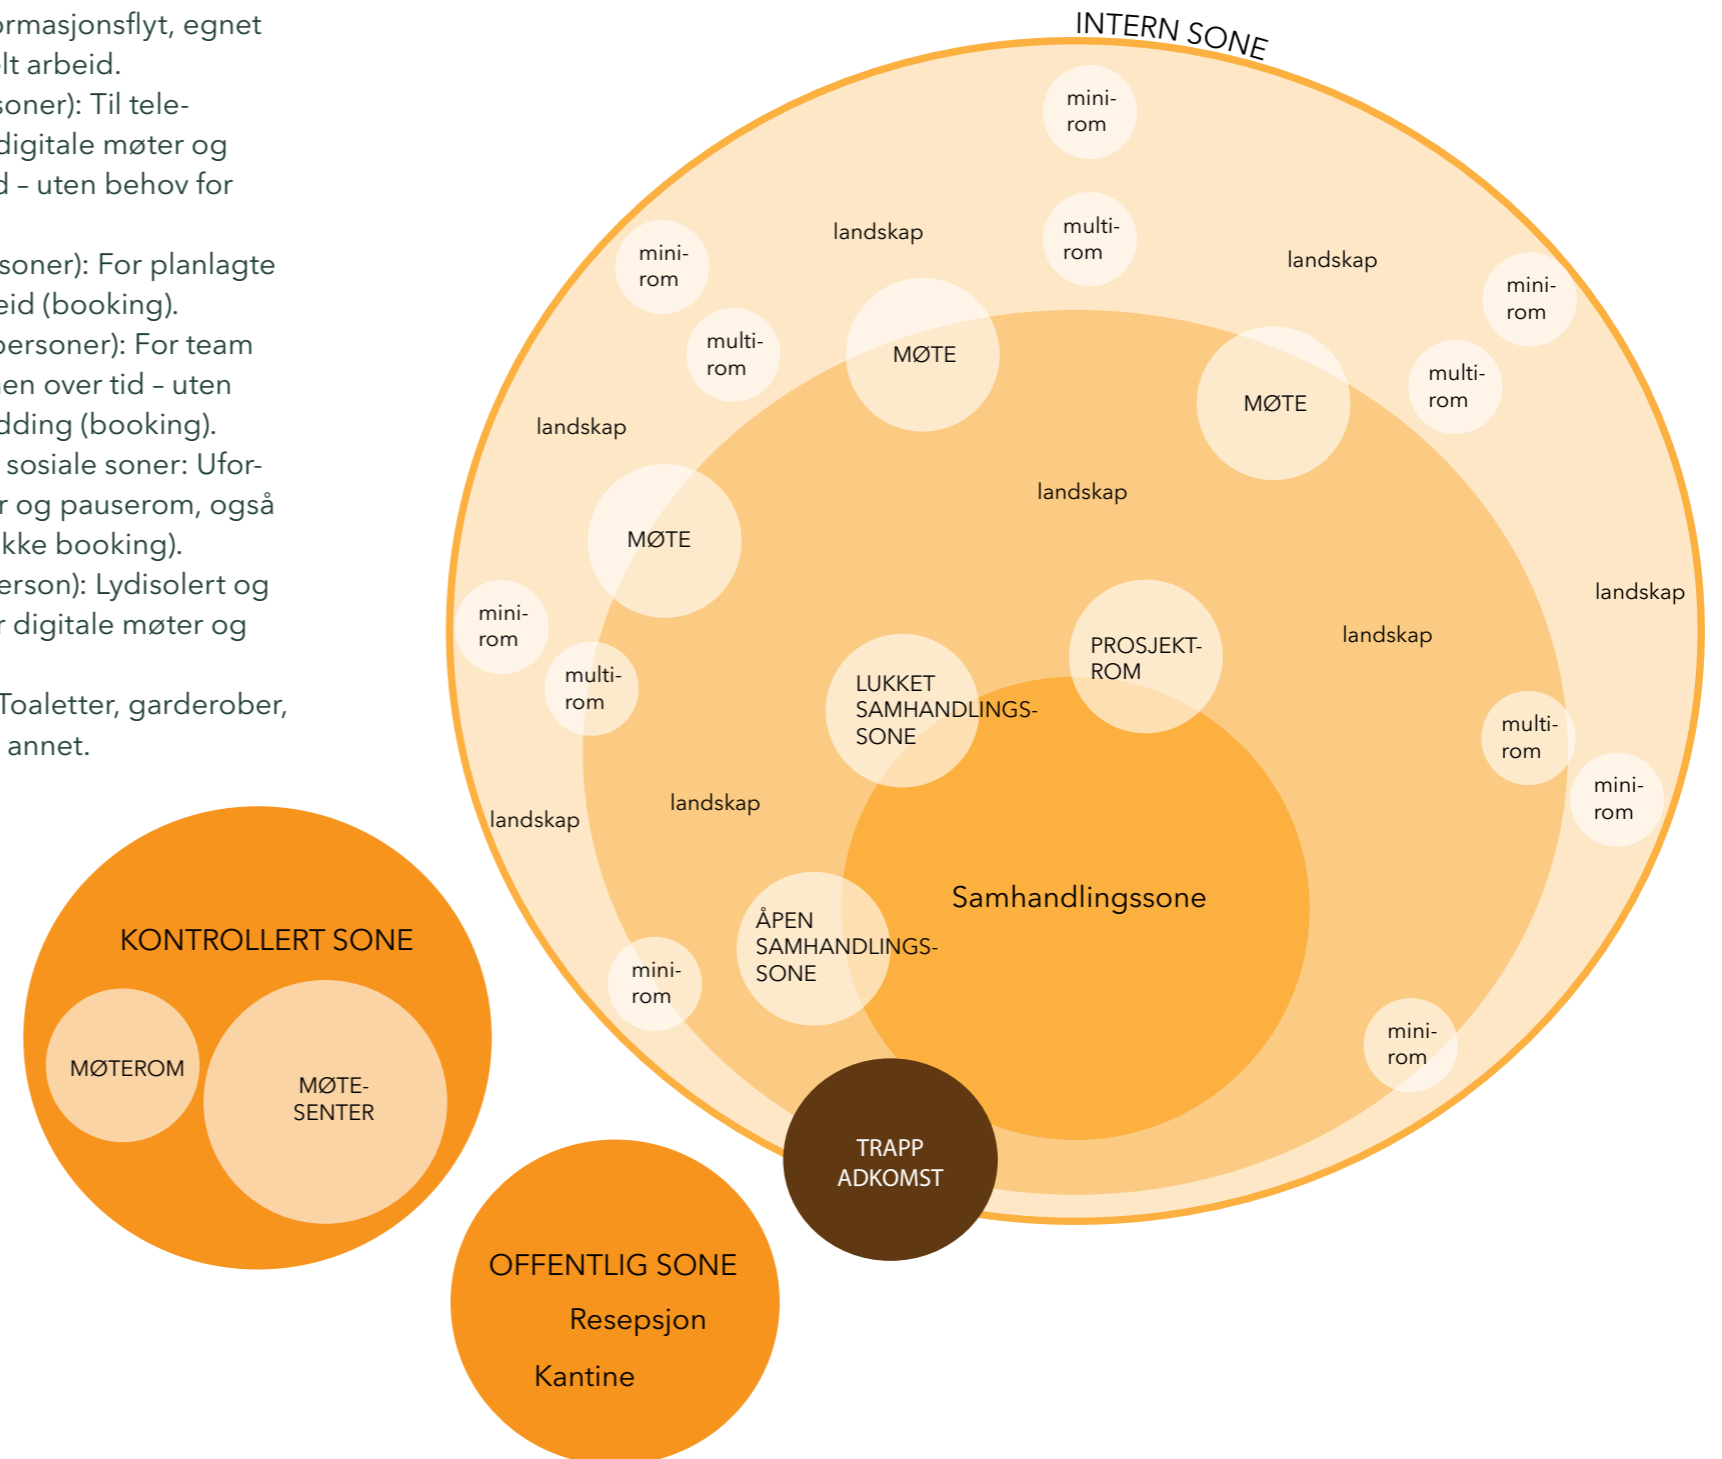 ormasjonsflyt, egnet
elt arbeid.
soner): Til tele-
digitale møter og
d – uten behov for
soner): For planlagte
eid (booking).
personer): For team
nen over tid – uten
dding (booking).
sosiale soner: Ufor-
r og pauserom, også
kke booking).
erson): Lydisolert og
r digitale møter og
Toaletter, garderober,
annet.
INTERN SONE
mini-
rom
landskap
multi-
rom
landskap
mini-
rom
mini-
rom
multi-
rom
MØTE
MØTE
multi-
rom
landskap
landskap
MØTE
landskap
mini-
rom
landskap
PROSJEKT-
ROM
multi-
rom
LUKKET
SAMHANDLINGS-
SONE
multi-
rom
mini-
rom
landskap
landskap
Samhandlingssone
ÅPEN
SAMHANDLINGS-
SONE
mini-
rom
mini-
rom
KONTROLLERT SONE
MØTEROM
MØTE-
SENTER
TRAPP
ADKOMST
OFFENTLIG SONE
Resepsjon
Kantine